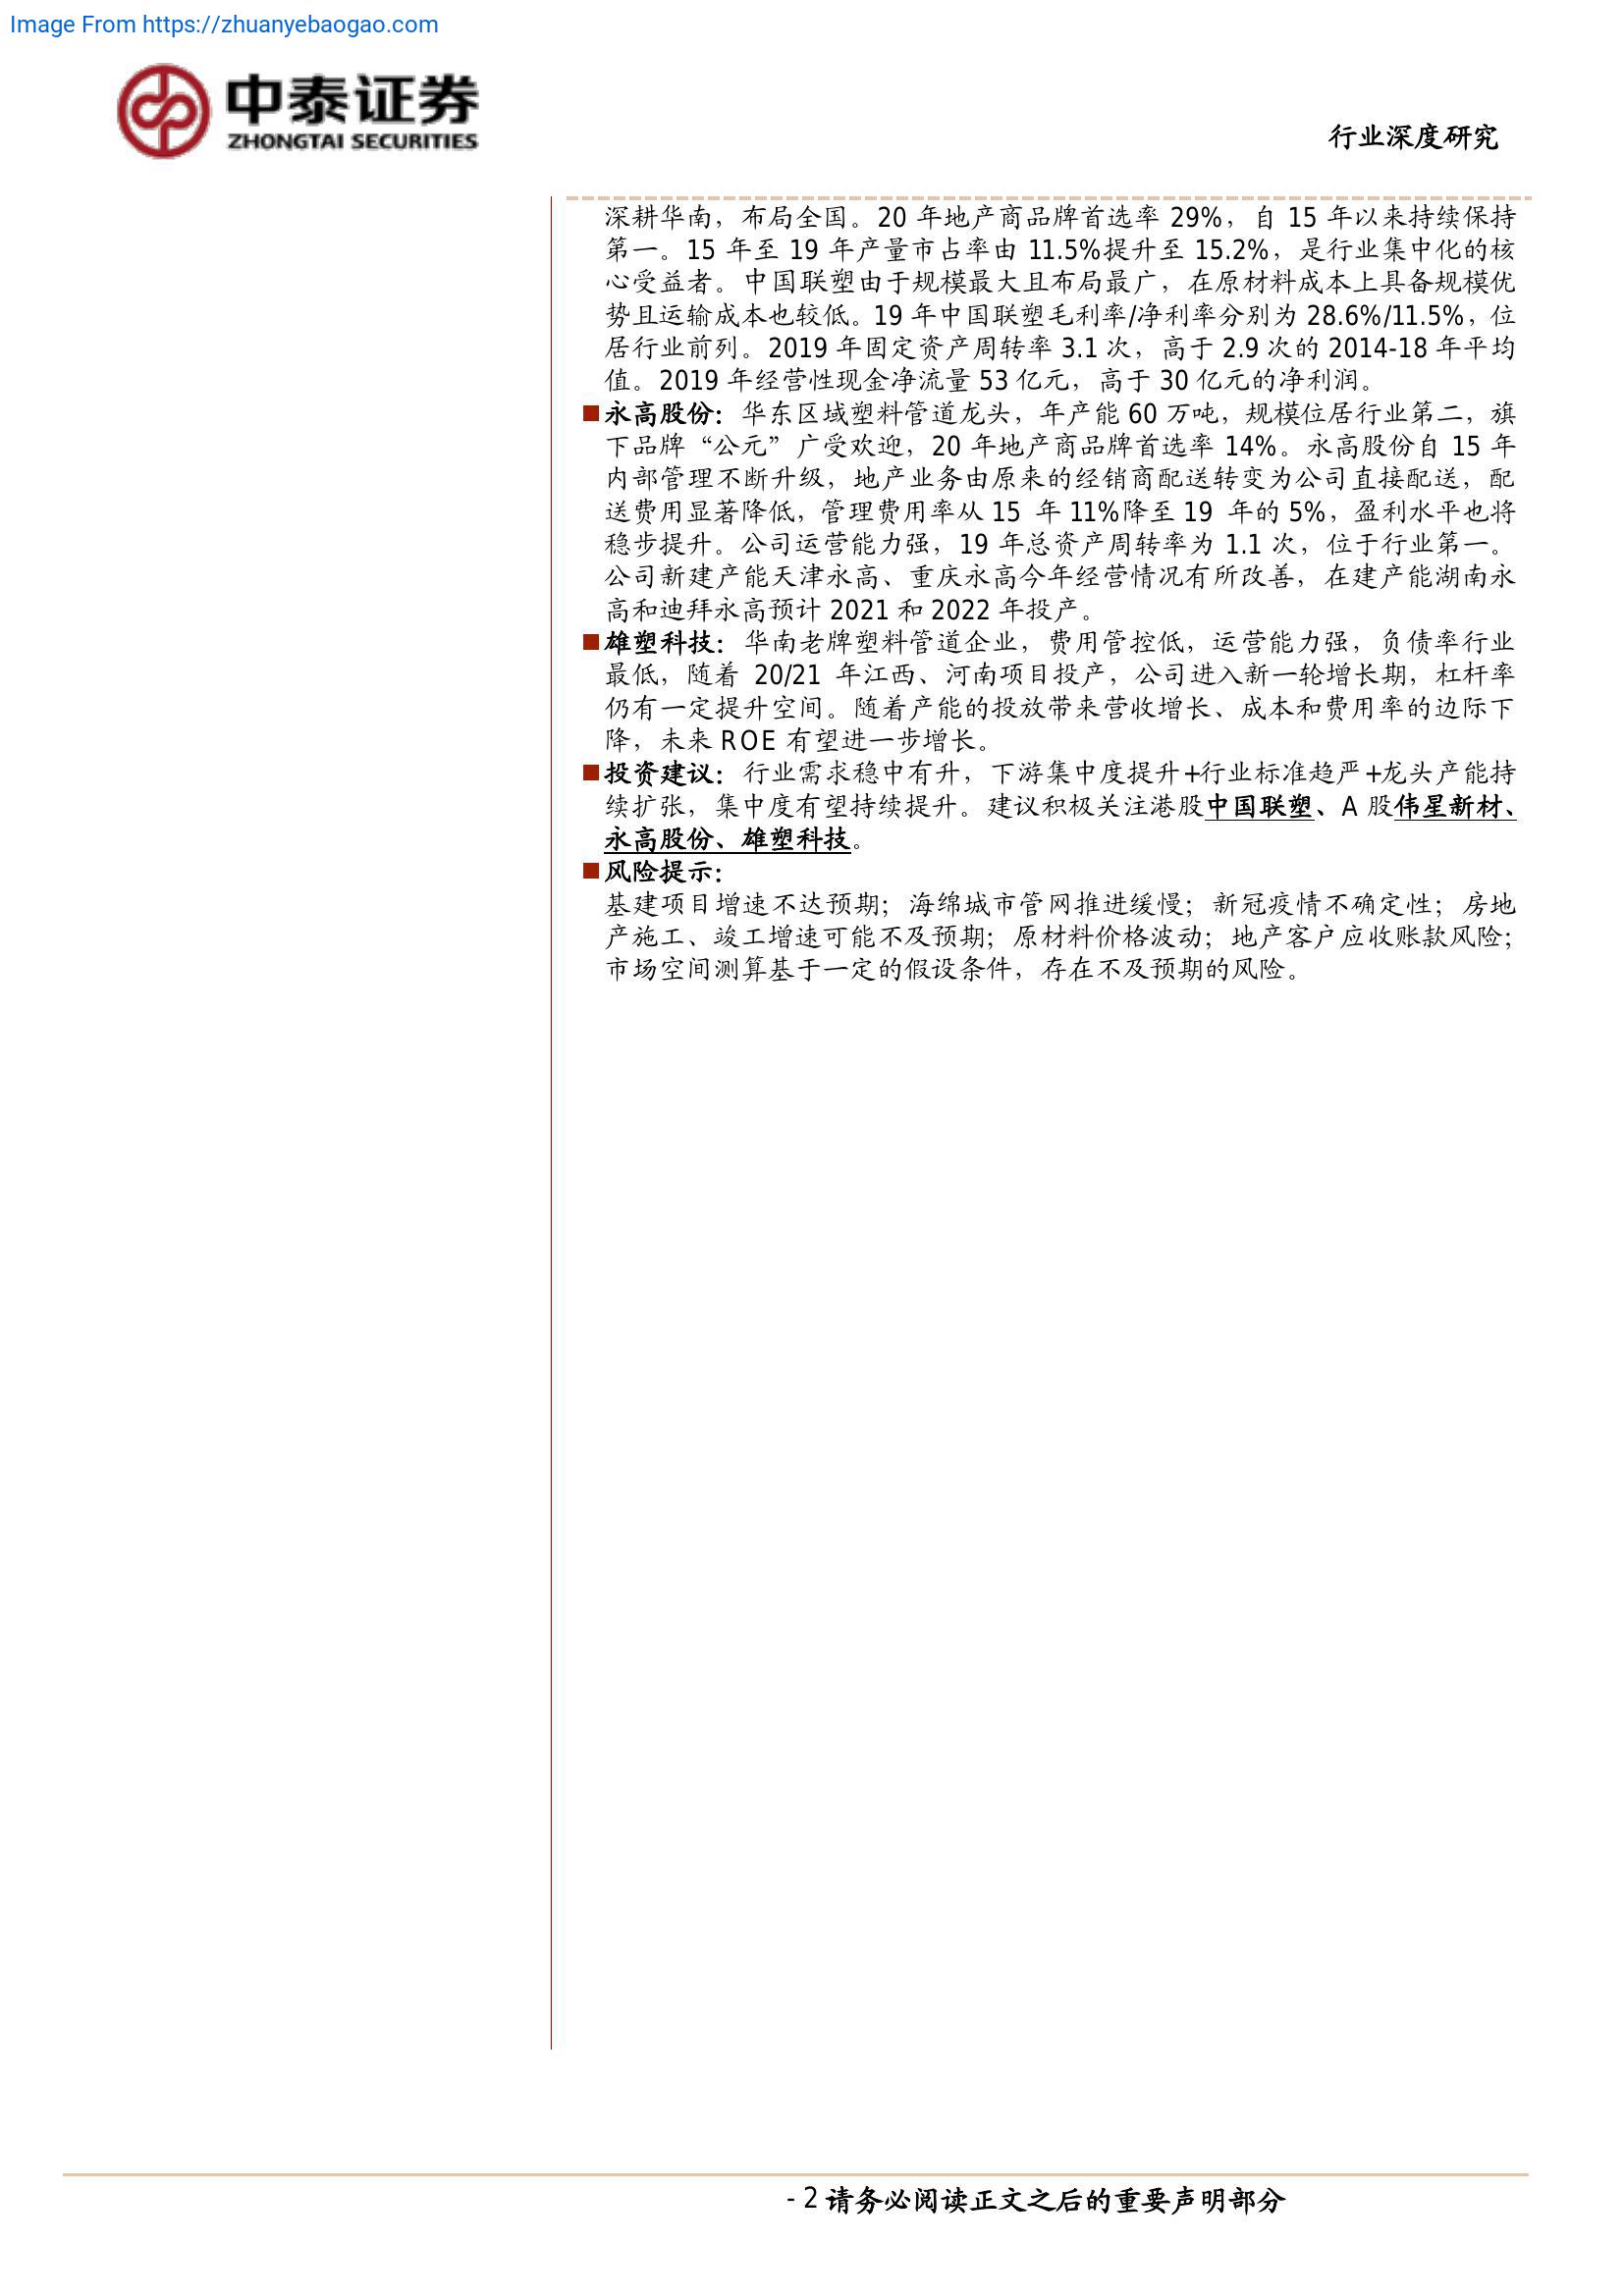 Image From https://zhuanyebaogao.com
中泰证券
ZHONGTAI SECURITIES
行业深度研究
深耕华南，布局全国。20 年地产商品牌首选率 29%，自 15 年以来持续保持
第一。15 年至 19 年产量市占率由 11.5%提升至 15.2%，是行业集中化的核
心受益者。中国联塑由于规模最大且布局最广，在原材料成本上具备规模优
势且运输成本也较低。19 年中国联塑毛利率/净利率分别为 28.6%/11.5%，位
居行业前列。2019 年固定资产周转率 3.1 次，高于 2.9 次的 2014-18 年平均
值。2019 年经营性现金净流量 53 亿元，高于 30 亿元的净利润。
■永高股份：华东区域塑料管道龙头，年产能 60 万吨，规模位居行业第二，旗
下品牌“公元”广受欢迎，20 年地产商品牌首选率 14%。永高股份自 15 年
内部管理不断升级，地产业务由原来的经销商配送转变为公司直接配送，配
送费用显著降低，管理费用率从 15 年 11%降至 19 年的 5%，盈利水平也将
稳步提升。公司运营能力强，19 年总资产周转率为 1.1 次，位于行业第一。
公司新建产能天津永高、重庆永高今年经营情况有所改善，在建产能湖南永
高和迪拜永高预计 2021 和 2022 年投产。
■雄塑科技：华南老牌塑料管道企业，费用管控低，运营能力强，负债率行业
最低，随着 20/21 年江西、河南项目投产，公司进入新一轮增长期，杠杆率
仍有一定提升空间。随着产能的投放带来营收增长、成本和费用率的边际下
降，未来 ROE 有望进一步增长。
■投资建议：行业需求稳中有升，下游集中度提升+行业标准趋严+龙头产能持
续扩张，集中度有望持续提升。建议积极关注港股中国联塑、A 股伟星新材、
永高股份、雄塑科技。
■风险提示：
基建项目增速不达预期；海绵城市管网推进缓慢；新冠疫情不确定性；房地
产施工、竣工增速可能不及预期；原材料价格波动；地产客户应收账款风险；
市场空间测算基于一定的假设条件，存在不及预期的风险。
- 2 请务必阅读正文之后的重要声明部分